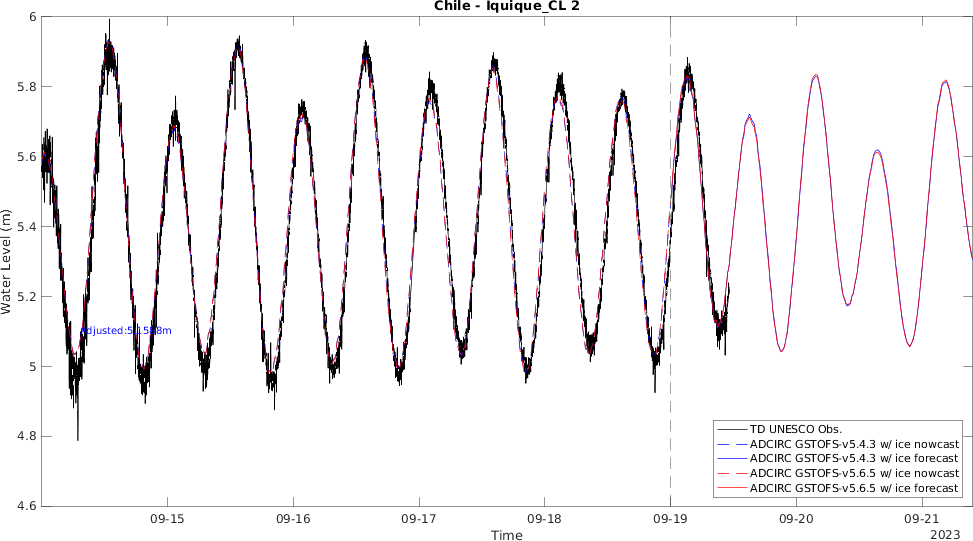 Chile - Iquique_CL 2
Water Level (m)
6
5.8
5.6
5.4
5.2
5
4.8
4.6
TD UNESCO Obs.
ADCIRC GSTOFS-v5.4.3 w/ ice nowcast
ADCIRC GSTOFS-v5.4.3 w/ ice forecast
ADCIRC GSTOFS-v5.6.5 w/ ice nowcast
ADCIRC GSTOFS-v5.6.5 w/ ice forecast
09-15 09-16 09-17 09-18 09-19 09-20 09-21
Time
2023